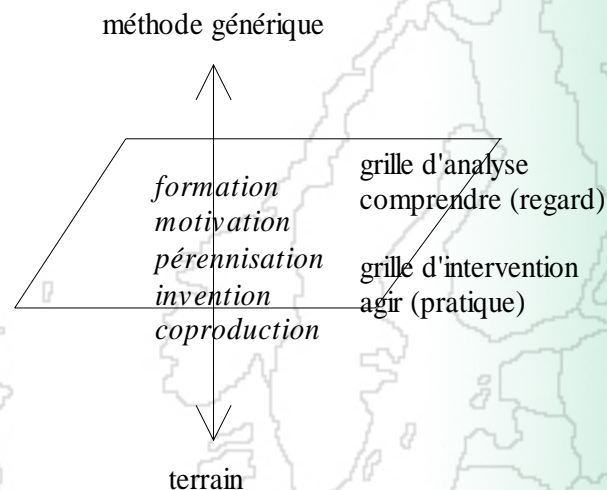 méthode générique
formation
motivation
pérennisation
invention
coproduction
grille d'analyse
comprendre (regard)
grille d'intervention
agir (pratique)
terrain